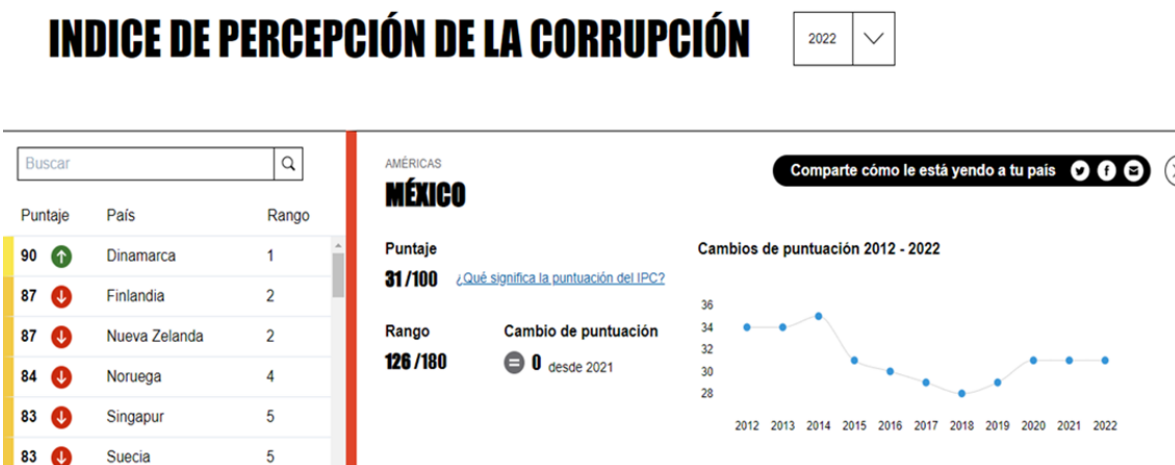 INDICE DE PERCEPCIÓN DE LA CORRUPCIÓN
2022
Buscar
Puntaje País Rango
90 Dinamarca 1
87 Finlandia 2
87 Nueva Zelanda 2
84 Noruega 4
83 Singapur 5
83 Suecia 5
AMÉRICAS
MÉXICO
Comparte cómo le está yendo a tu país
Puntaje
31/100 ¿Qué significa la puntuación del IPC?
Rango Cambio de puntuación
126/180 0 desde 2021
Cambios de puntuación 2012 - 2022
36
34
32
30
28
2012 2013 2014 2015 2016 2017 2018 2019 2020 2021 2022